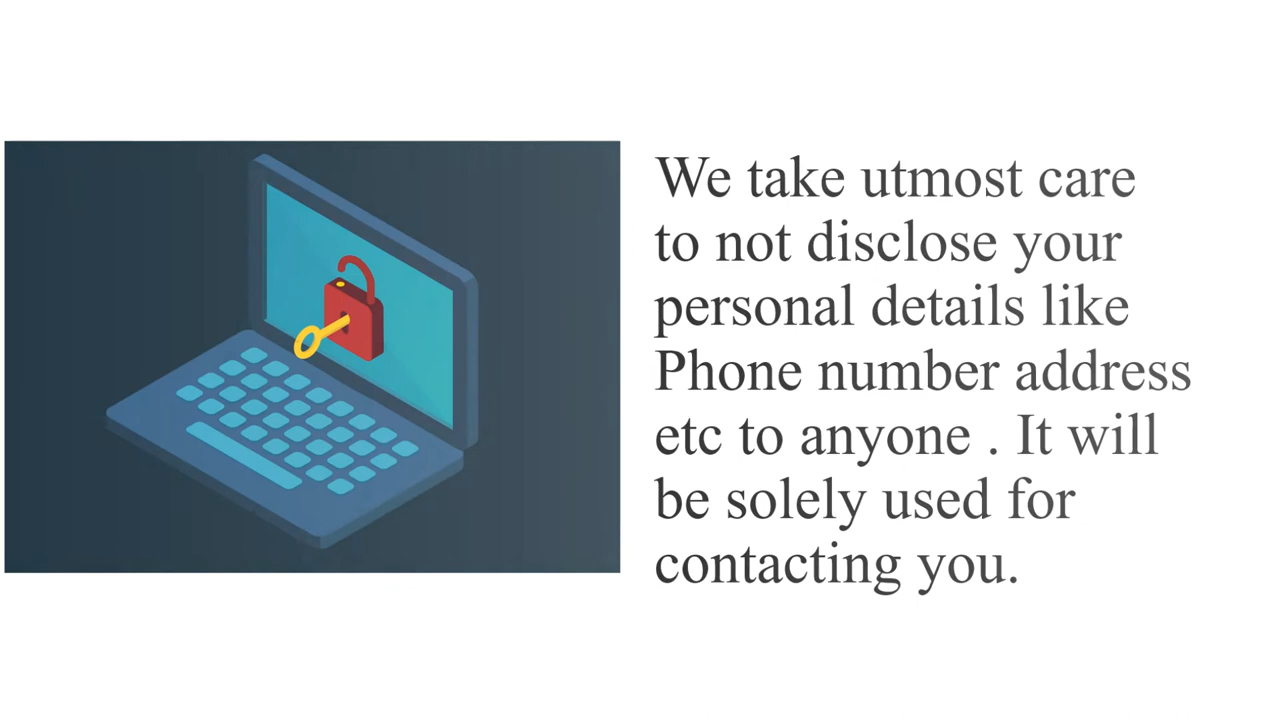 We take utmost care
to not disclose your
personal details like
Phone number address
etc to anyone . It will
be solely used for
contacting you.